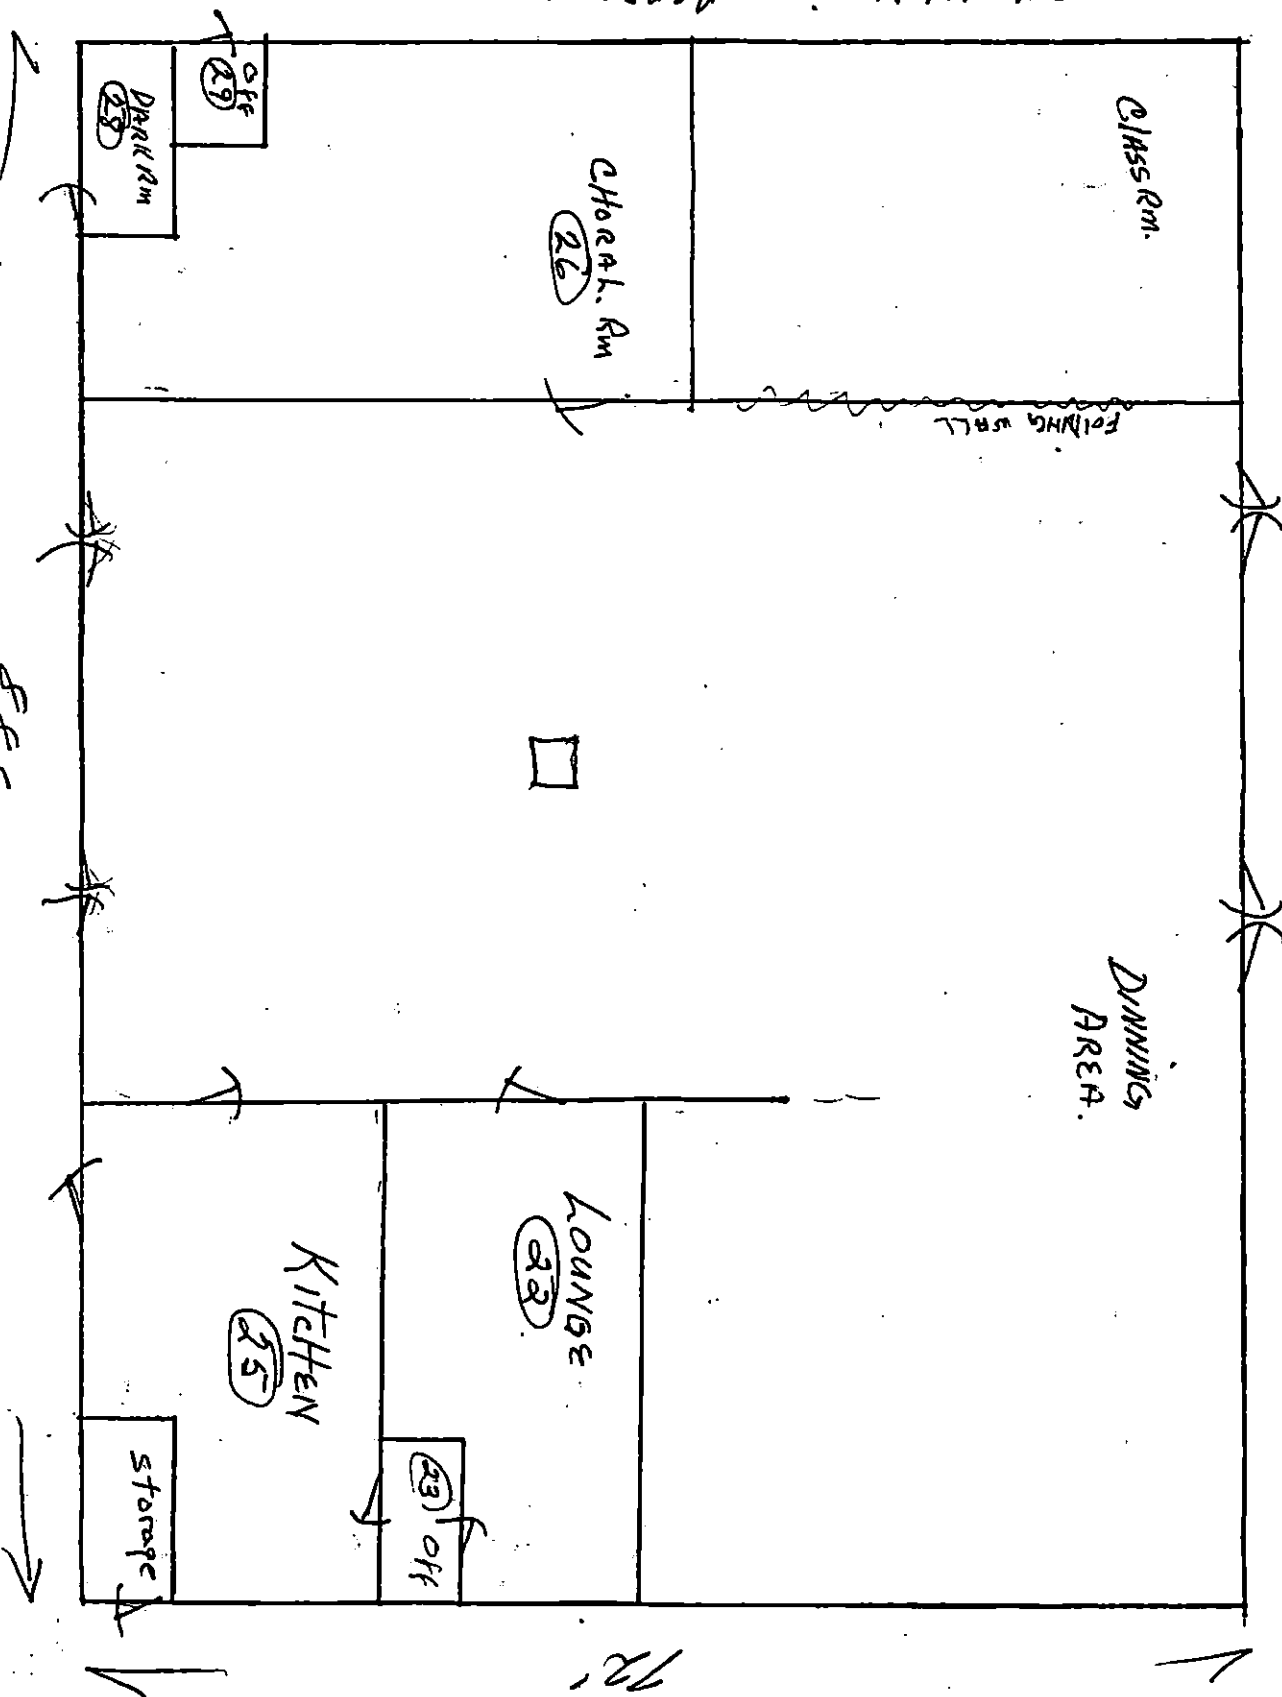 Off
29
DARK Rm
28
CHORAL. Rm
26
ClASS Rm.
FOLDING WALL
DINNING
AREA.
LOUNGE
22
KitcHEN
25
23 Off
storage
72'